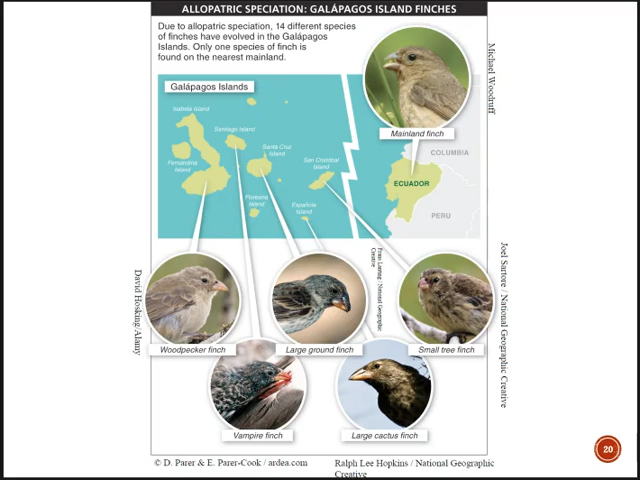 ALLOPATRIC SPECIATION: GALÁPAGOS ISLAND FINCHES
Due to allopatric speciation, 14 different species
of finches have evolved in the Galápagos
Islands. Only one species of finch is
found on the nearest mainland.
Michael Woodruff
Galápagos Islands
Isabela Island
Santiago Island
Mainland finch
Santa Cruz
Island
COLUMBIA
Fernandina
Island
San Cristóbal
Island
ECUADOR
Floreana
Island
Española
Island
PERU
Frans Lanting / National Geographic
Creative
David Hosking/Alamy
Joel Sartore / National Geographic Creative
Woodpecker finch
Large ground finch
Small tree finch
Vampire finch
Large cactus finch
20
© D. Parer & E. Parer-Cook / ardea.com
Ralph Lee Hopkins / National Geographic
Creative